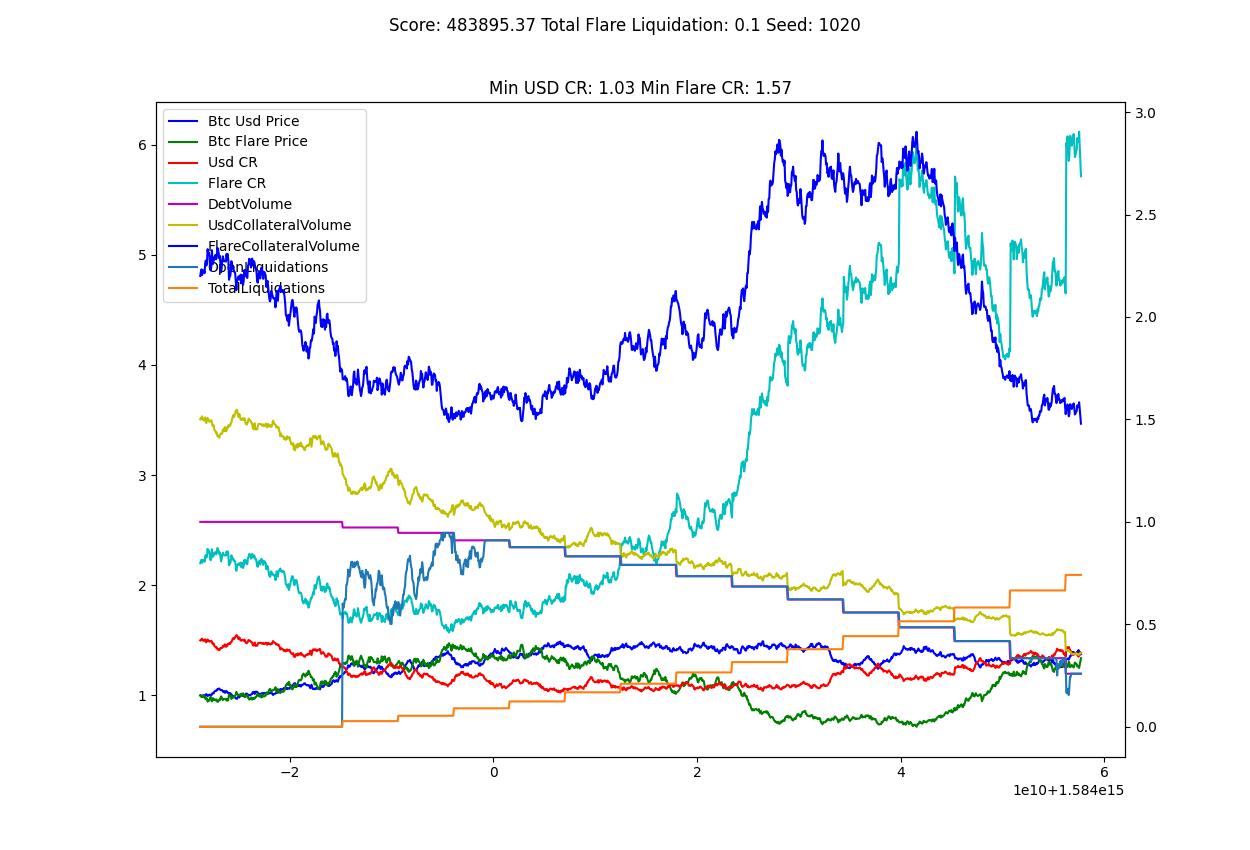 Score: 483895.37 Total Flare Liquidation: 0.1 Seed: 1020
Min USD CR: 1.03 Min Flare CR: 1.57
Btc Usd Price
Btc Flare Price
Usd CR
Flare CR
DebtVolume
UsdCollateralVolume
FlareCollateralVolume
OpenLiquidations
TotalLiquidations
6
5
4
3
2
1
3.0
2.5
2.0
1.5
1.0
0.5
0.0
−2
0
2
4
6
1e10+1.584e15